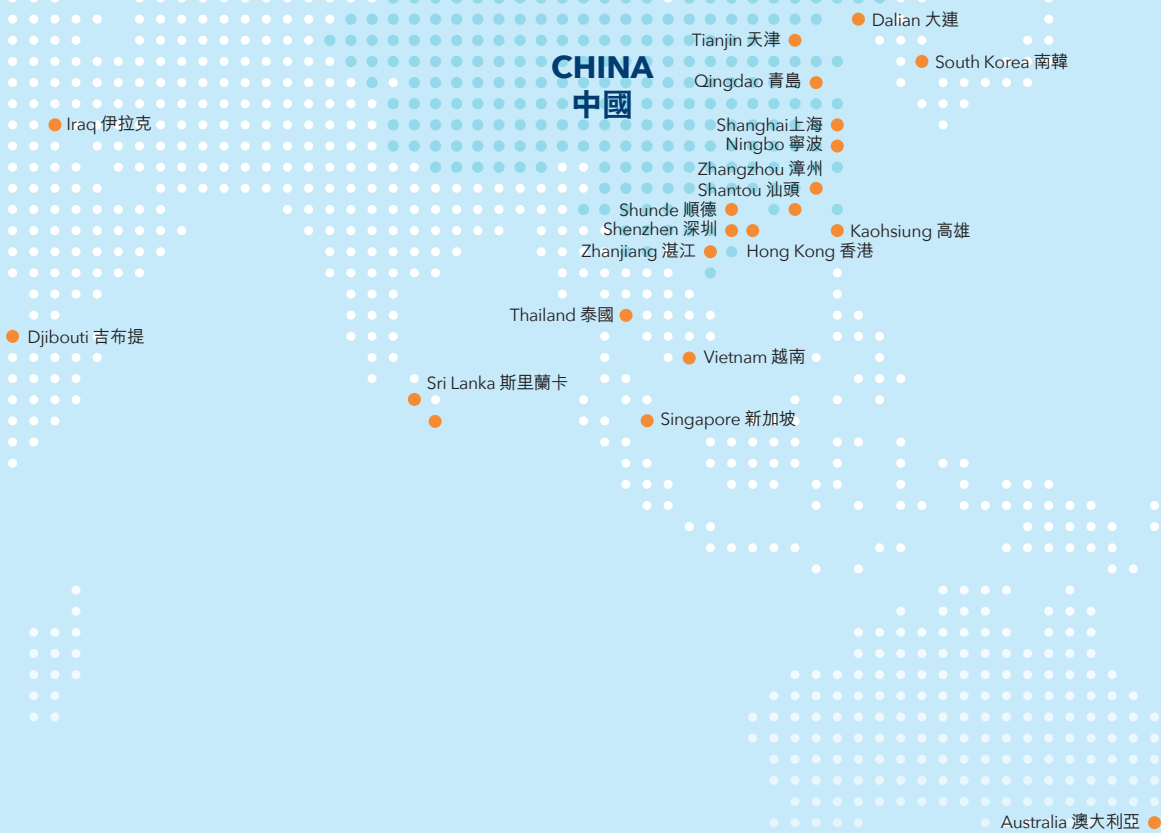 Dalian 大連
Tianjin 天津
South Korea 南韓
CHINA
中國
Qingdao 青島
Iraq 伊拉克
Shanghai上海
Ningbo 寧波
Zhangzhou 漳州
Shantou 汕頭
Shunde 順德
Shenzhen 深圳
Kaohsiung 高雄
Zhanjiang 湛江
Hong Kong 香港
Thailand 泰國
Djibouti 吉布提
Vietnam 越南
Sri Lanka 斯里蘭卡
Singapore 新加坡
Australia 澳大利亞